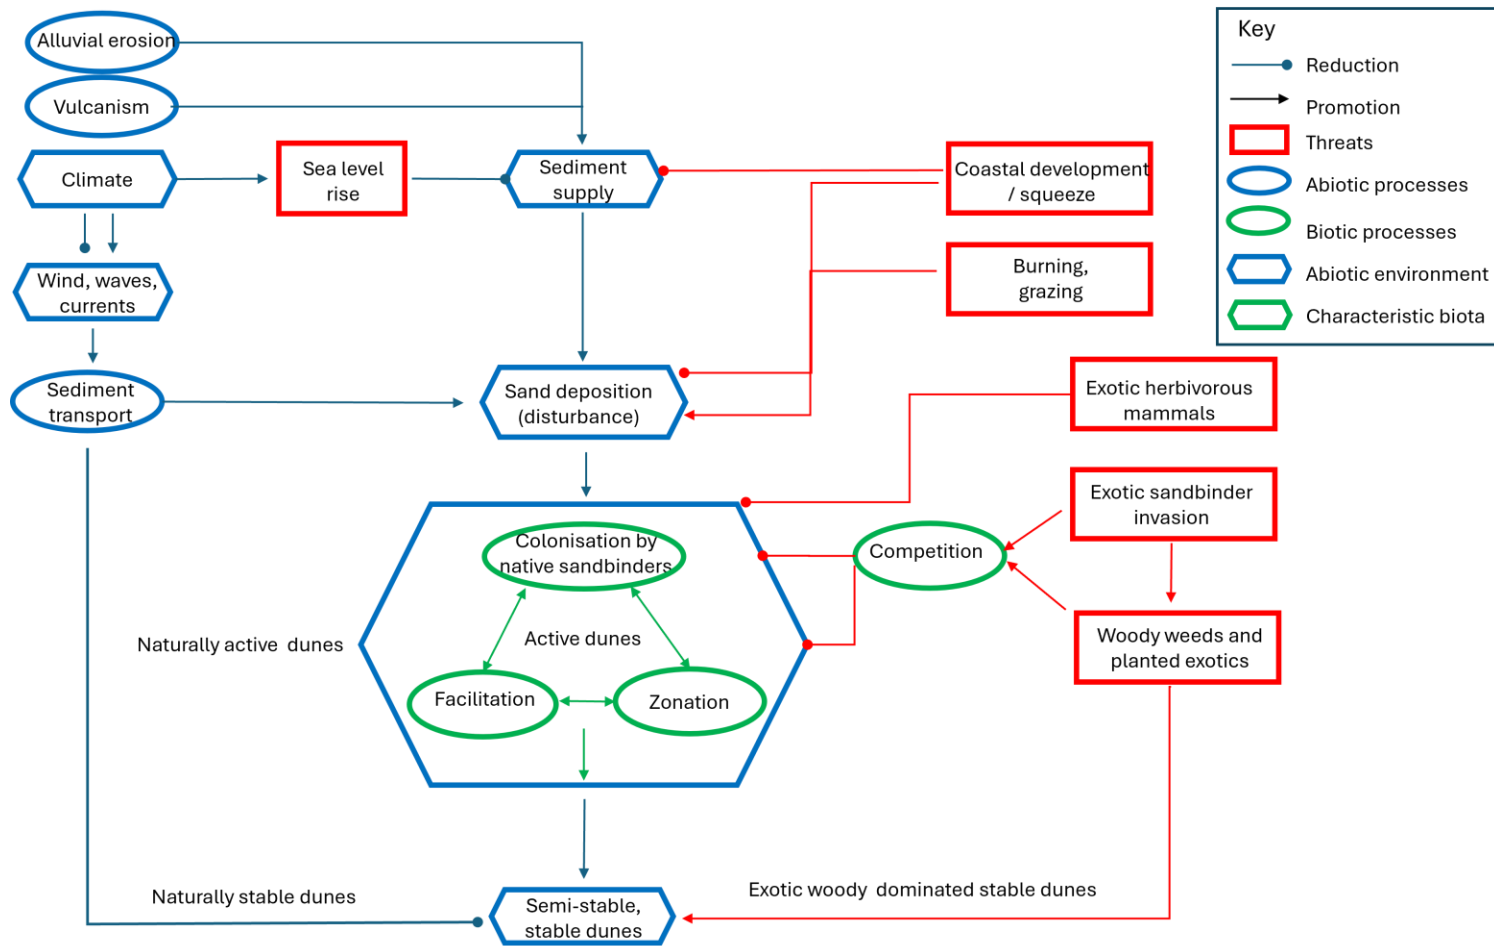 Alluvial erosion
Vulcanism
Climate
Sea level
rise
Sediment
supply
Coastal development
/ squeeze
Key
Reduction
Promotion
Threats
Abiotic processes
Biotic processes
Abiotic environment
Characteristic biota
Wind, waves,
currents
Burning,
grazing
Sediment
transport
Sand deposition
(disturbance)
Exotic herbivorous
mammals
Exotic sandbinder
invasion
Colonisation by
native sandbinders
Competition
Naturally active  dunes
Active dunes
Woody weeds and
planted exotics
Facilitation
Zonation
Naturally stable dunes
Exotic woody  dominated stable dunes
Semi-stable,
stable dunes